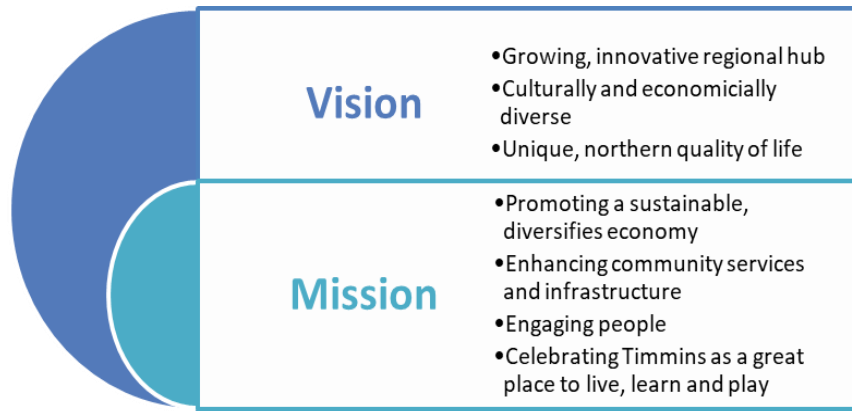 Vision
•Growing, innovative regional hub
•Culturally and economicially
diverse
•Unique, northern quality of life
Mission
•Promoting a sustainable,
diversifies economy
•Enhancing community services
and infrastructure
•Engaging people
•Celebrating Timmins as a great
place to live, learn and play